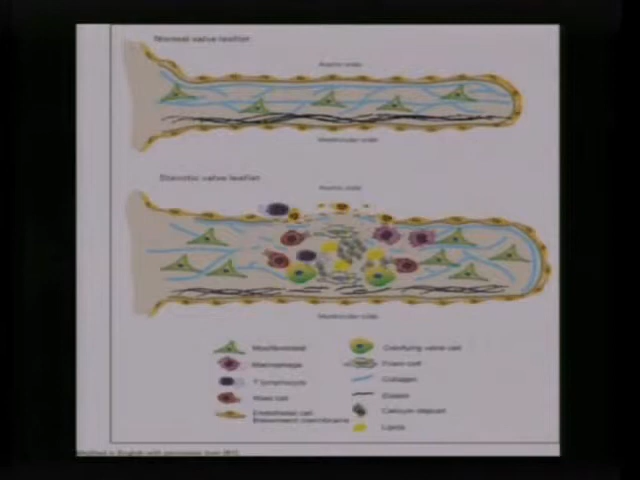 Normal valve leaflet
Aortic side
Ventricular side
Stenotic valve leaflet
Aortic side
Ventricular side
Myofibroblast
Macrophage
T lymphocyte
Mast cell
Endothelial cell
Basement membrane
Calcifying valve cell
Foam cell
Collagen
Elastin
Calcium deposit
Lipids